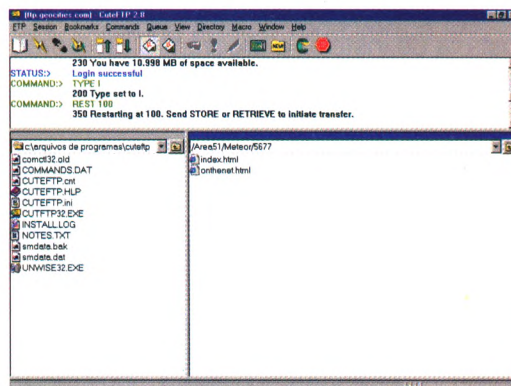 [ftp.geocities.com] - CuteFTP 2.0
FTP Session Bookmarks Commands Queue View Directory Macro Window Help
230 You have 10.998 MB of space available.
STATUS:> Login successful
COMMAND:> TYPE I
200 Type set to I.
COMMAND:> REST 100
350 Restarting at 100. Send STORE or RETRIEVE to initiate transfer.
c:\arquivos de programas\cuteftp
comctl32.old
COMMANDS.DAT
CUTEFTP.cnt
CUTEFTP.HLP
CUTEFTP.ini
CUTFTP32.EXE
INSTALL.LOG
NOTES.TXT
smdata.bak
smdata.dat
UNWISE32.EXE
//Area51/Meteor/5677
index.html
onthenet.html